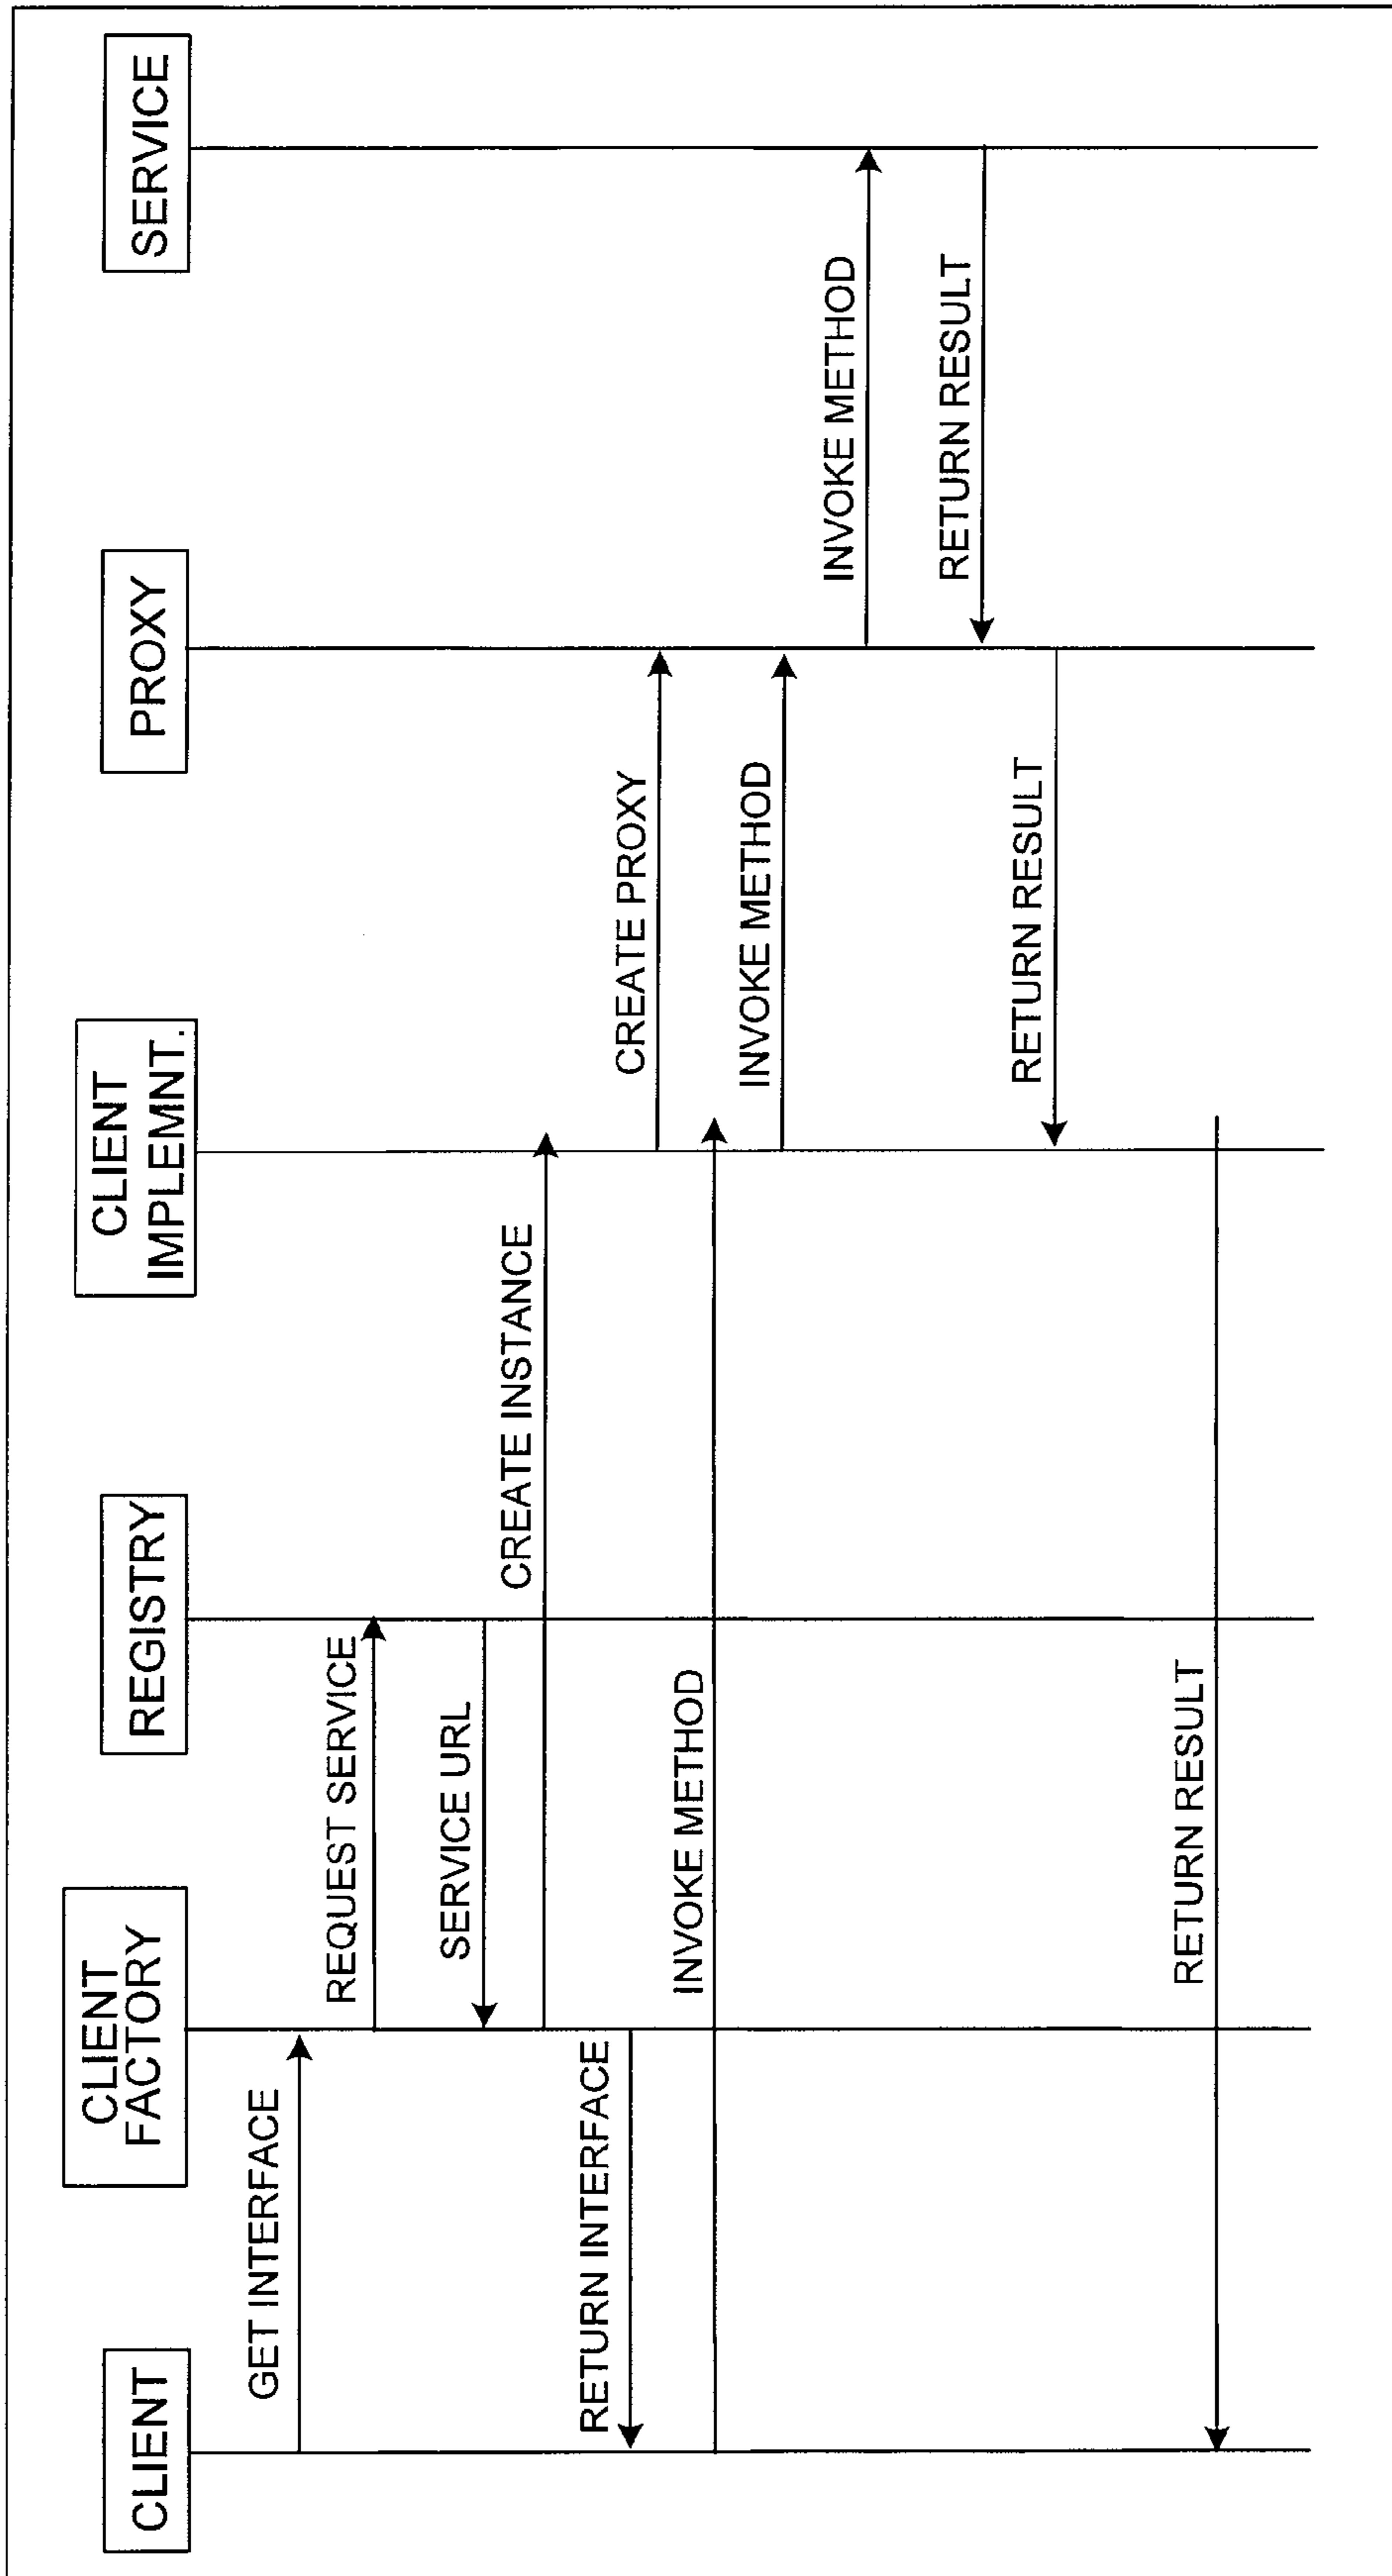 CLIENT
CLIENT
FACTORY
REGISTRY
CLIENT
IMPLEMNT.
PROXY
SERVICE
GET INTERFACE
REQUEST SERVICE
SERVICE URL
CREATE INSTANCE
RETURN INTERFACE
CREATE PROXY
INVOKE METHOD
INVOKE METHOD
INVOKE METHOD
RETURN RESULT
RETURN RESULT
RETURN RESULT